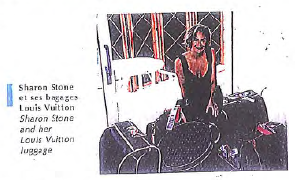 Sharon Stone
et ses bagages
Louis Vuitton
Sharon Stone
and her
Louis Vuitton
luggage